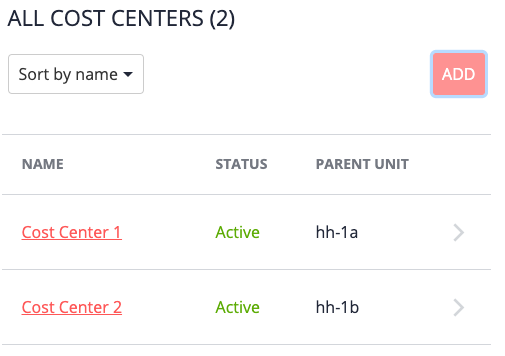 ALL COST CENTERS (2)
Sort by name
ADD
NAME STATUS PARENT UNIT
Cost Center 1 Active hh-1a
Cost Center 2 Active hh-1b